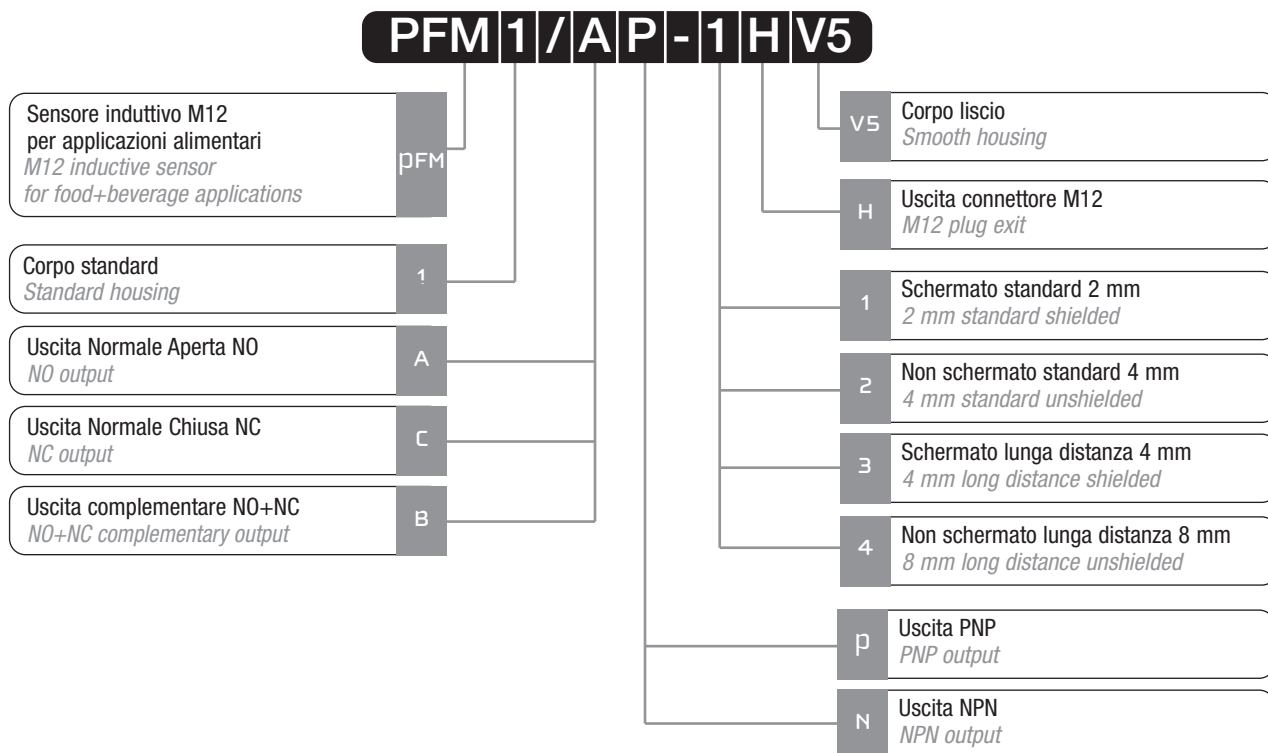 PFM1/AP-1HV5
Sensore induttivo M12
per applicazioni alimentari
M12 inductive sensor
for food+beverage applications
PFM
Corpo standard
Standard housing
1
Uscita Normale Aperta NO
NO output
A
Uscita Normale Chiusa NC
NC output
C
Uscita complementare NO+NC
NO+NC complementary output
B
V5
Corpo liscio
Smooth housing
H
Uscita connettore M12
M12 plug exit
1
Schermato standard 2 mm
2 mm standard shielded
2
Non schermato standard 4 mm
4 mm standard unshielded
3
Schermato lunga distanza 4 mm
4 mm long distance shielded
4
Non schermato lunga distanza 8 mm
8 mm long distance unshielded
P
Uscita PNP
PNP output
N
Uscita NPN
NPN output